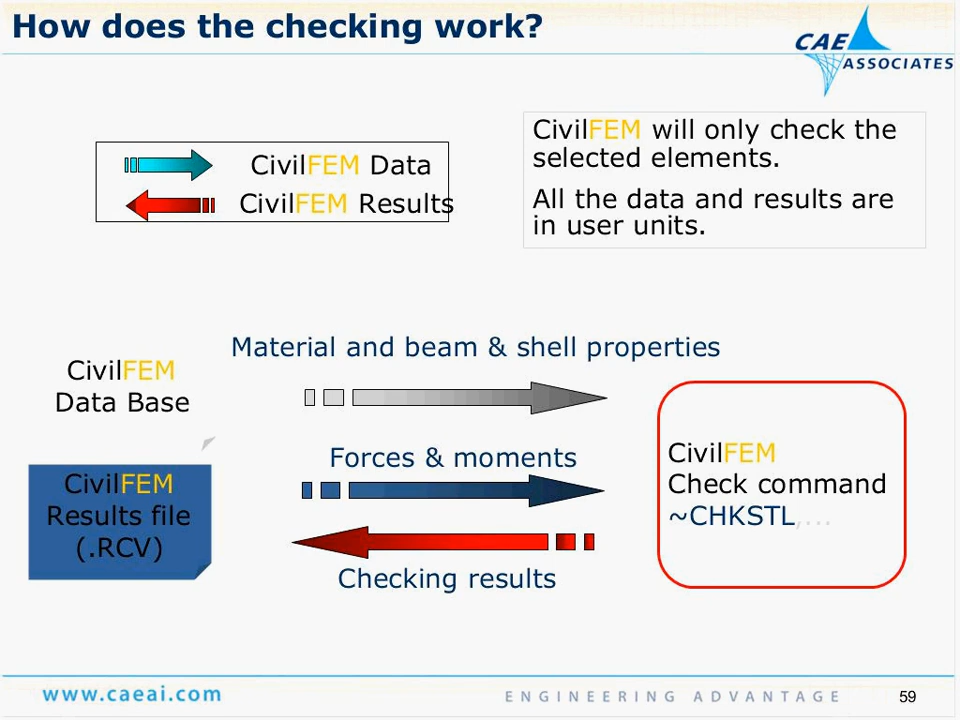 How does the checking work?
CAE
ASSOCIATES
CivilFEM will only check the
selected elements.
All the data and results are
in user units.
CivilFEM Data
CivilFEM Results
Material and beam & shell properties
CivilFEM
Data Base
Forces & moments
CivilFEM
Results file
(.RCV)
CivilFEM
Check command
~CHKSTL,...
Checking results
www.caeai.com
ENGINEERING ADVANTAGE
59